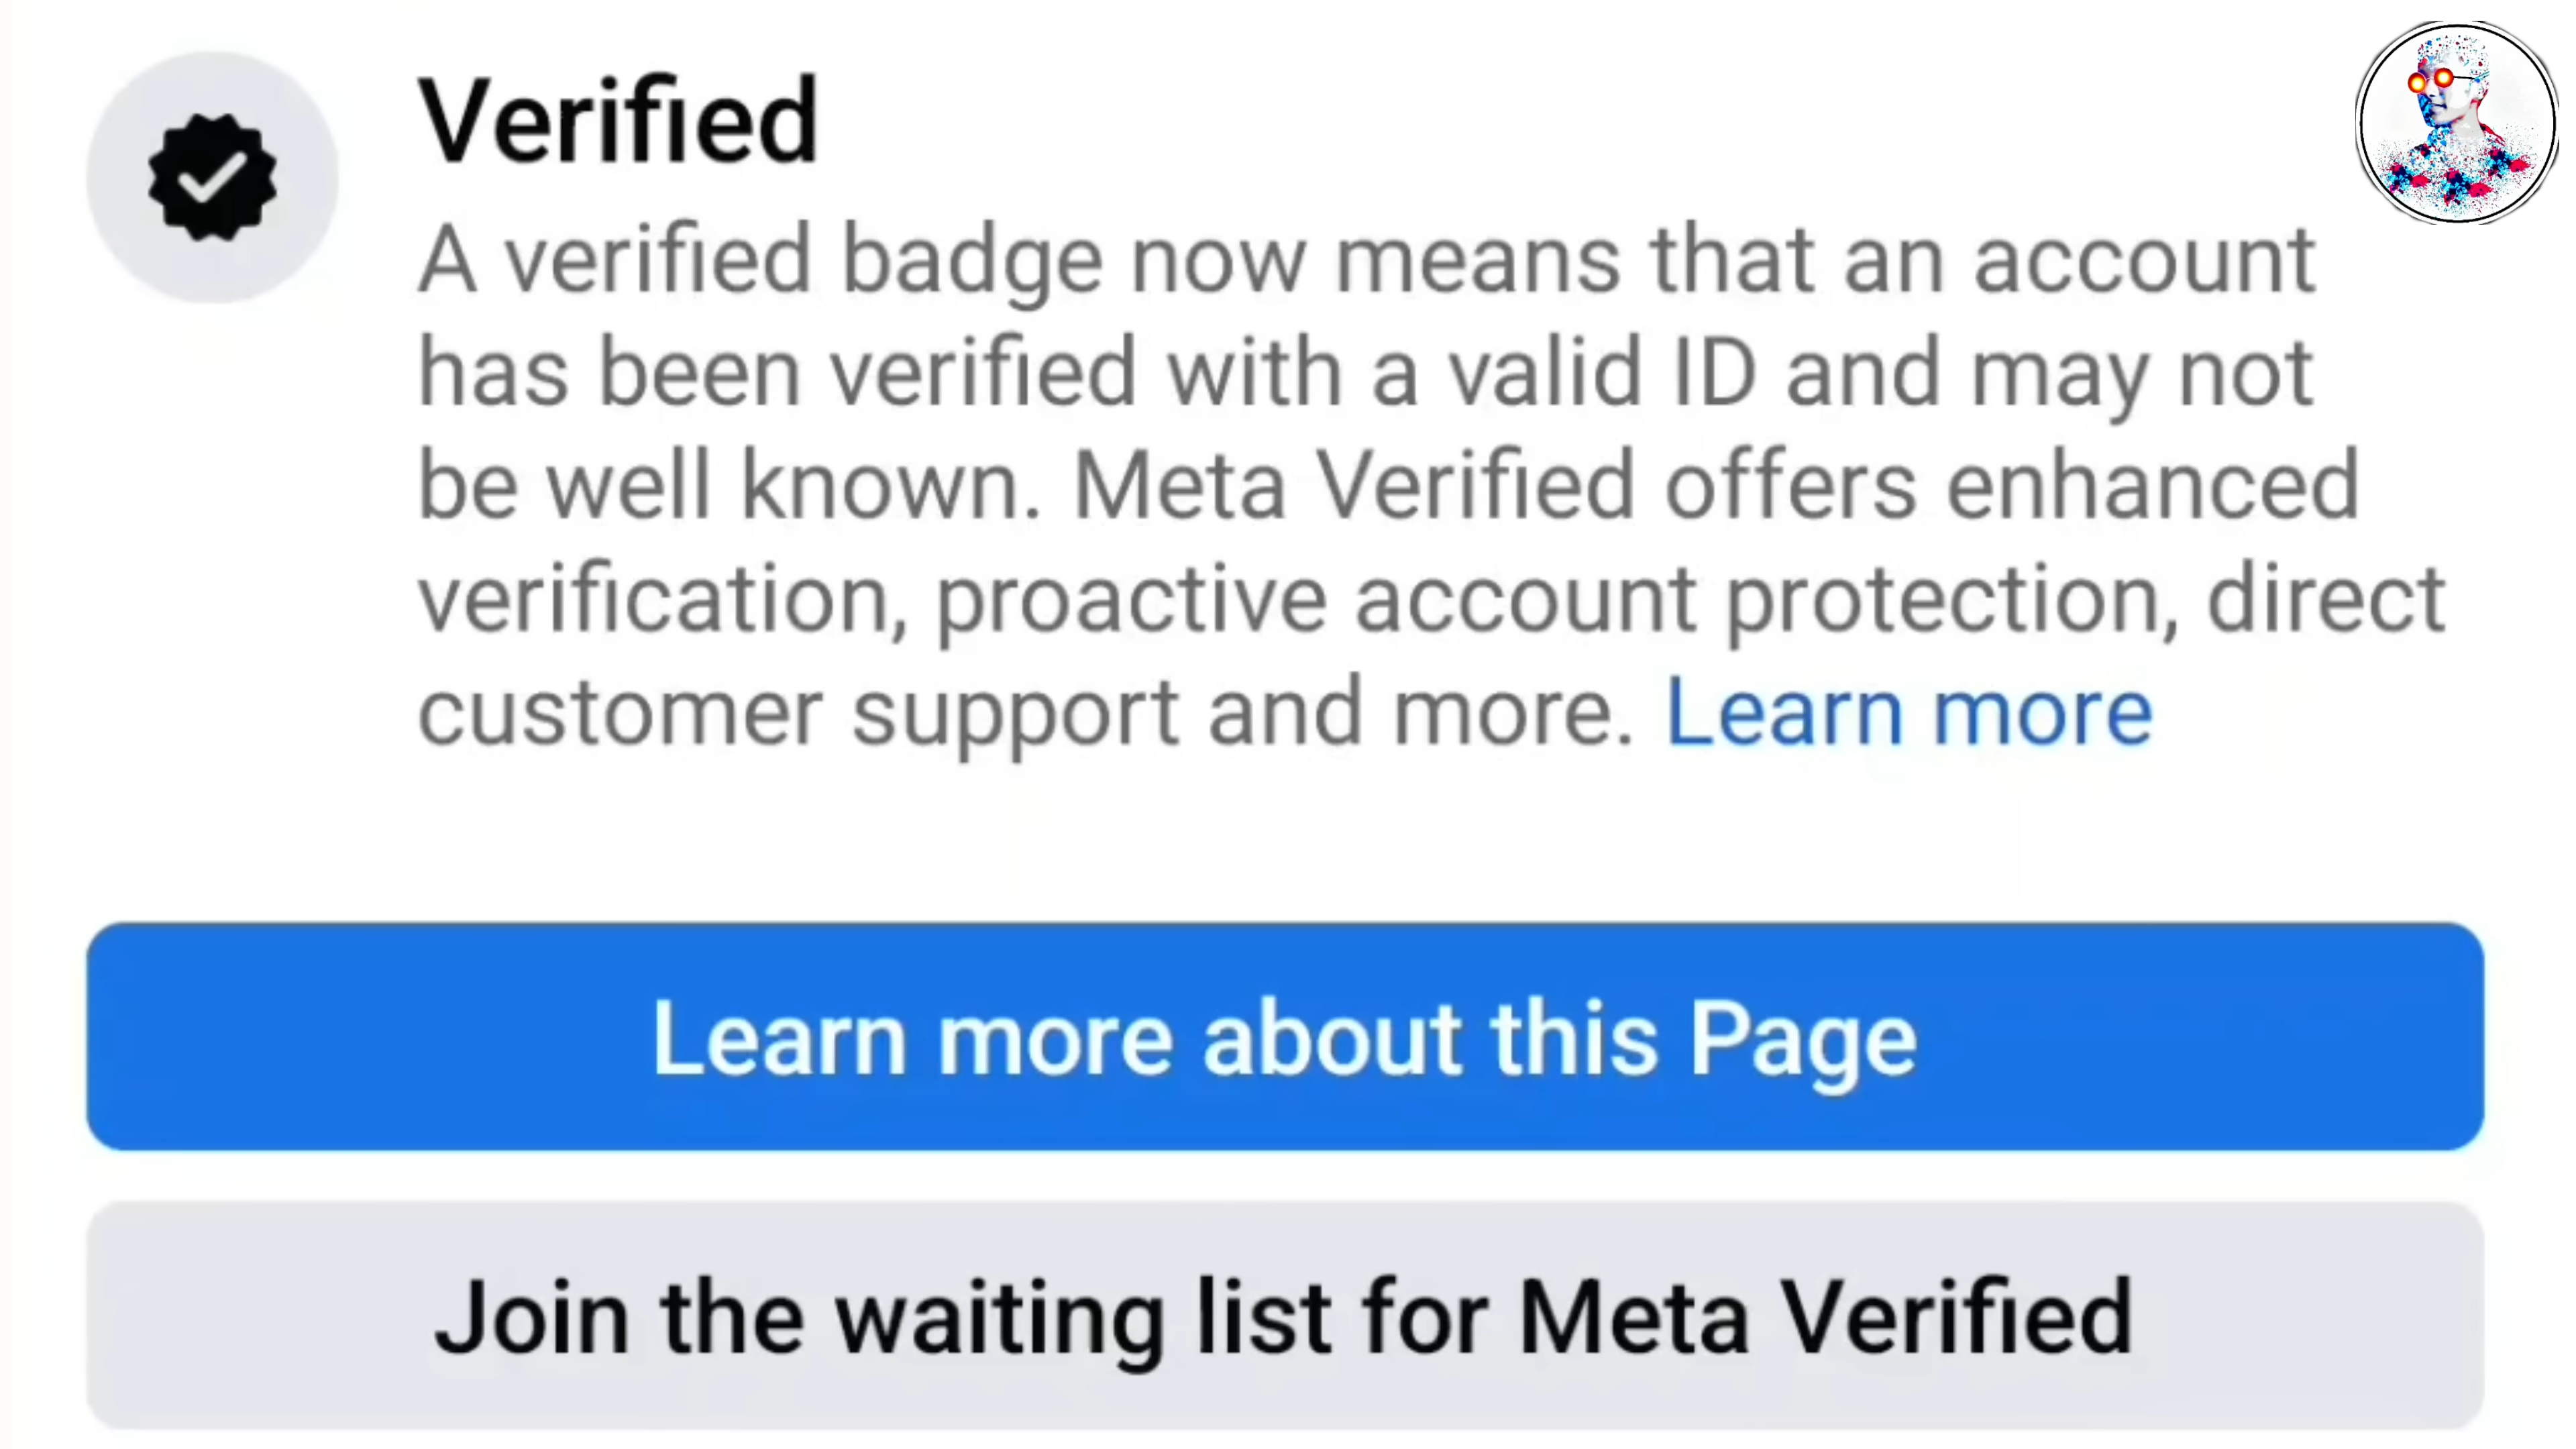 Verified
A verified badge now means that an account
has been verified with a valid ID and may not
be well known. Meta Verified offers enhanced
verification, proactive account protection, direct
customer support and more. Learn more
Learn more about this Page
Join the waiting list for Meta Verified